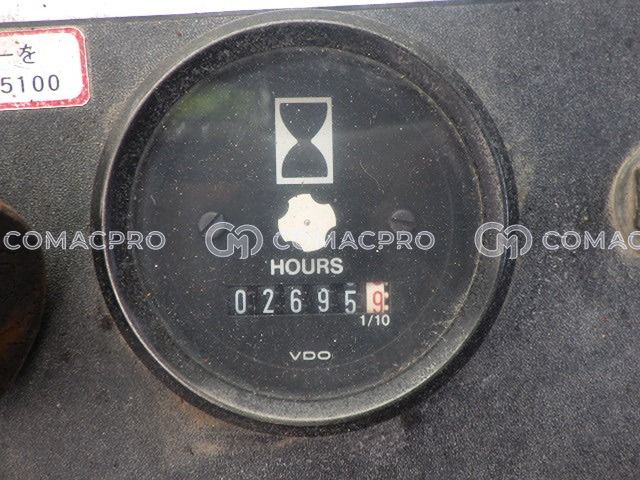 ーを
5100
COMACPRO COMACPRO COMACPRO
HOURS
026959
1/10
VDO